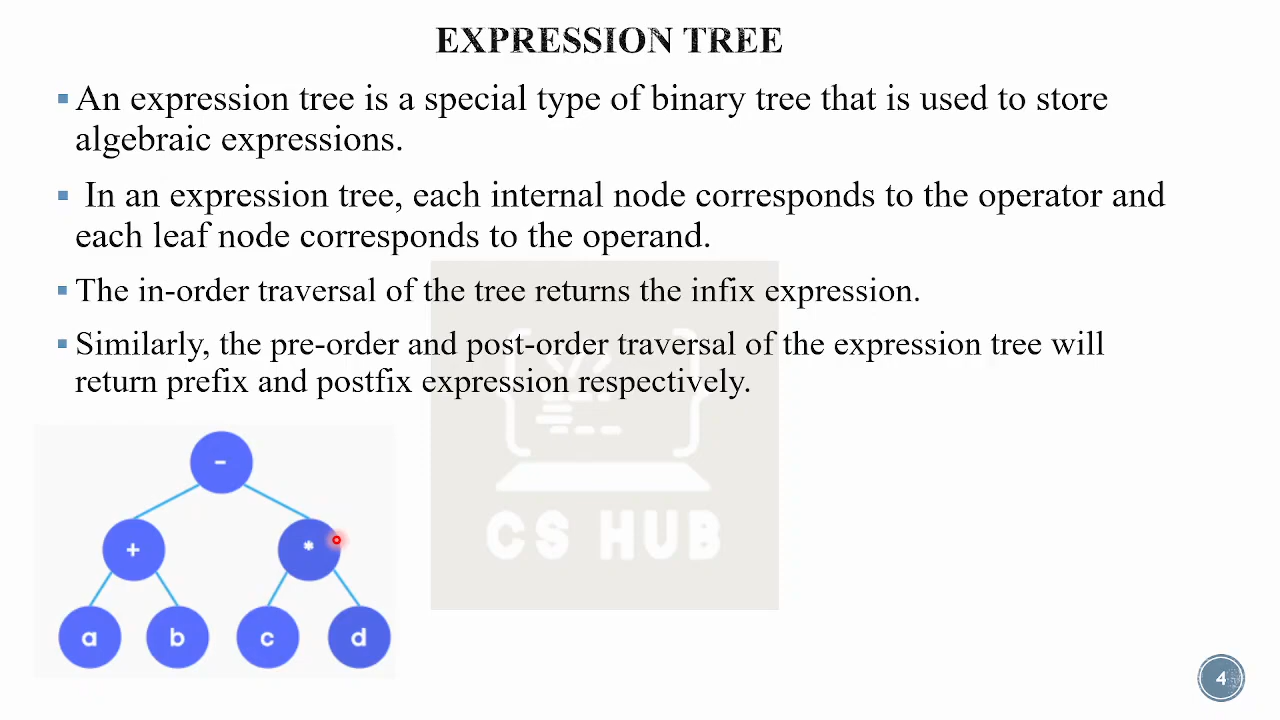 EXPRESSION TREE
▪An expression tree is a special type of binary tree that is used to store
algebraic expressions.
▪ In an expression tree, each internal node corresponds to the operator and
each leaf node corresponds to the operand.
▪The in-order traversal of the tree returns the infix expression.
▪Similarly, the pre-order and post-order traversal of the expression tree will
return prefix and postfix expression respectively.
-
+ *
a b c d
CS HUB
4